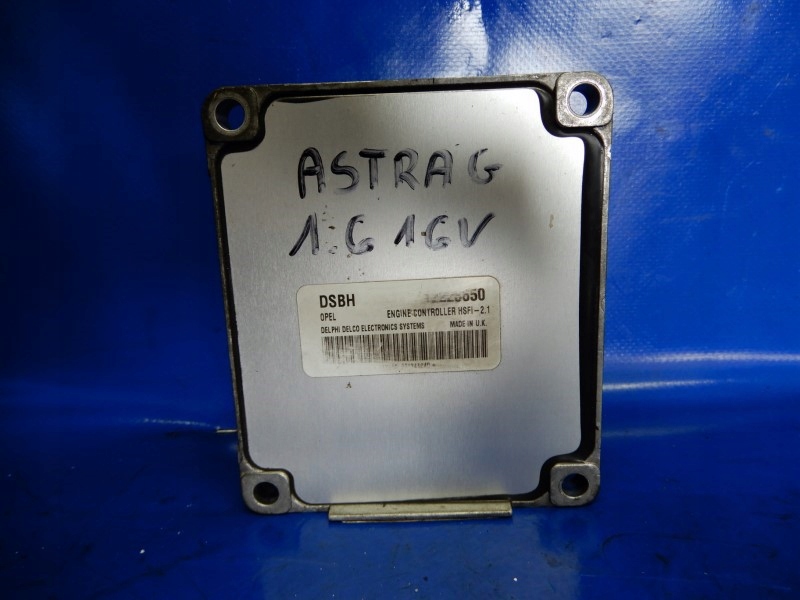 ASTRA G
1.6 16V
DSBH
OPEL ENGINE CONTROLLER HSFI-2.1
DELPHI DELCO ELECTRONICS SYSTEMS MADE IN U.K.